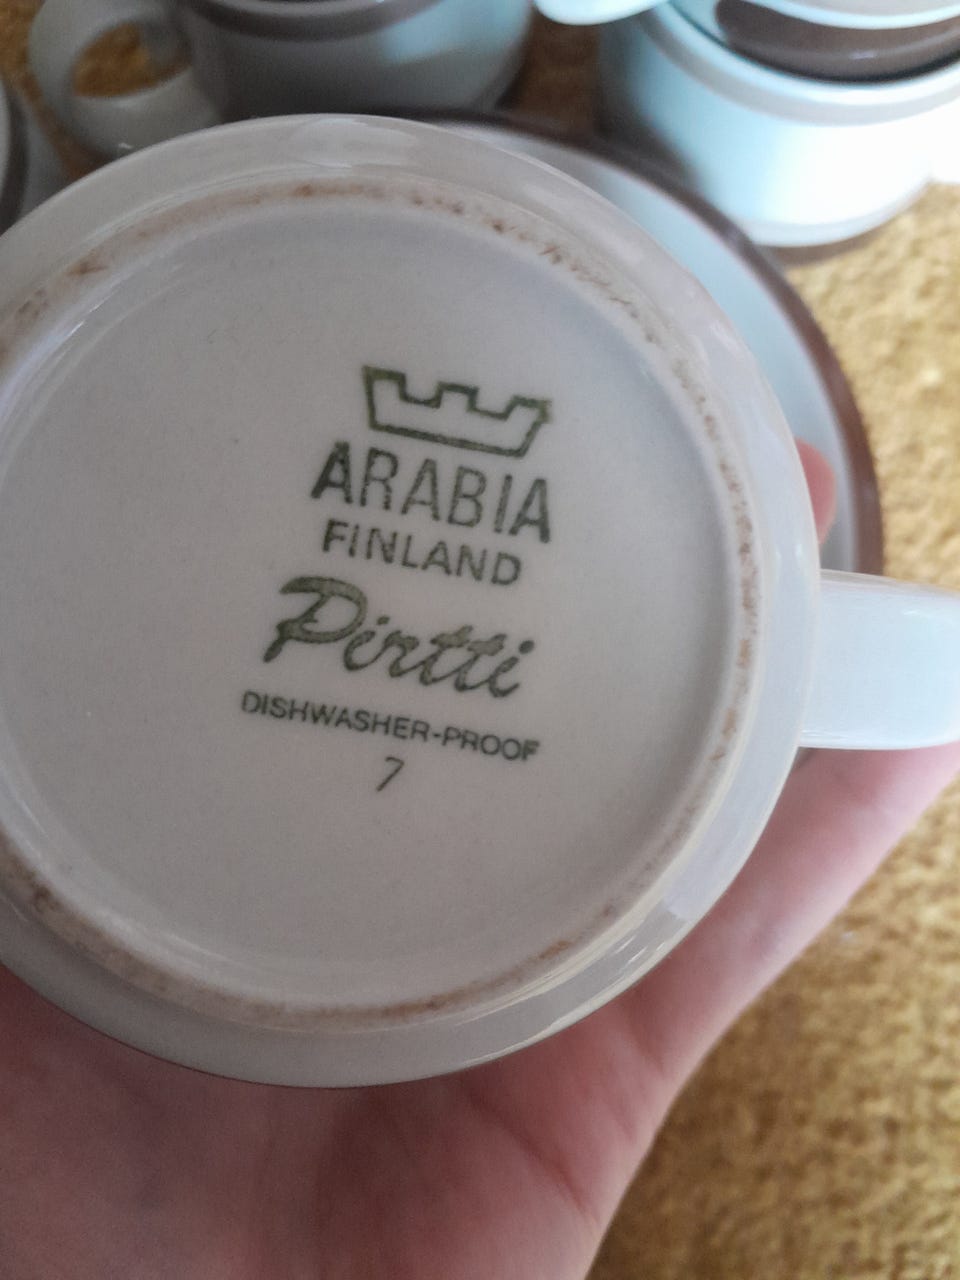 ARABIA
FINLAND
Pirtti
DISHWASHER-PROOF
7